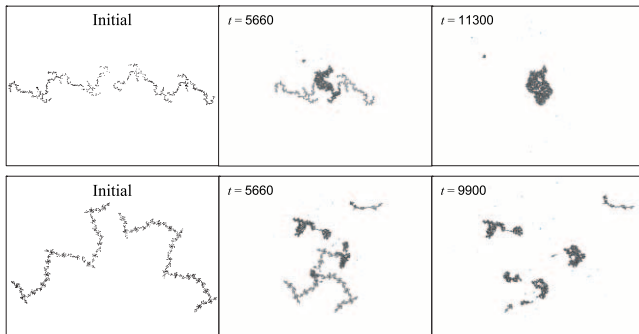 Initial
t = 5660
t = 11300
Initial
t = 5660
t = 9900